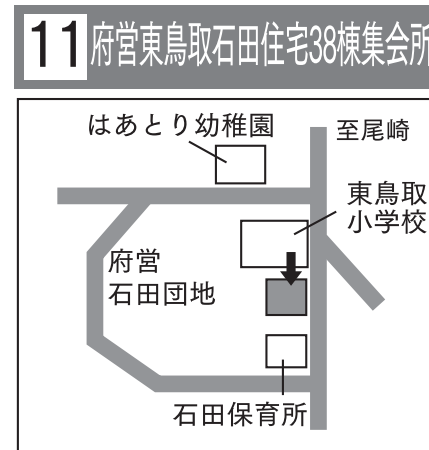 11 府営東鳥取石田住宅38棟集会所
はあとり幼稚園
至尾崎
東鳥取
小学校
府営
石田団地
石田保育所